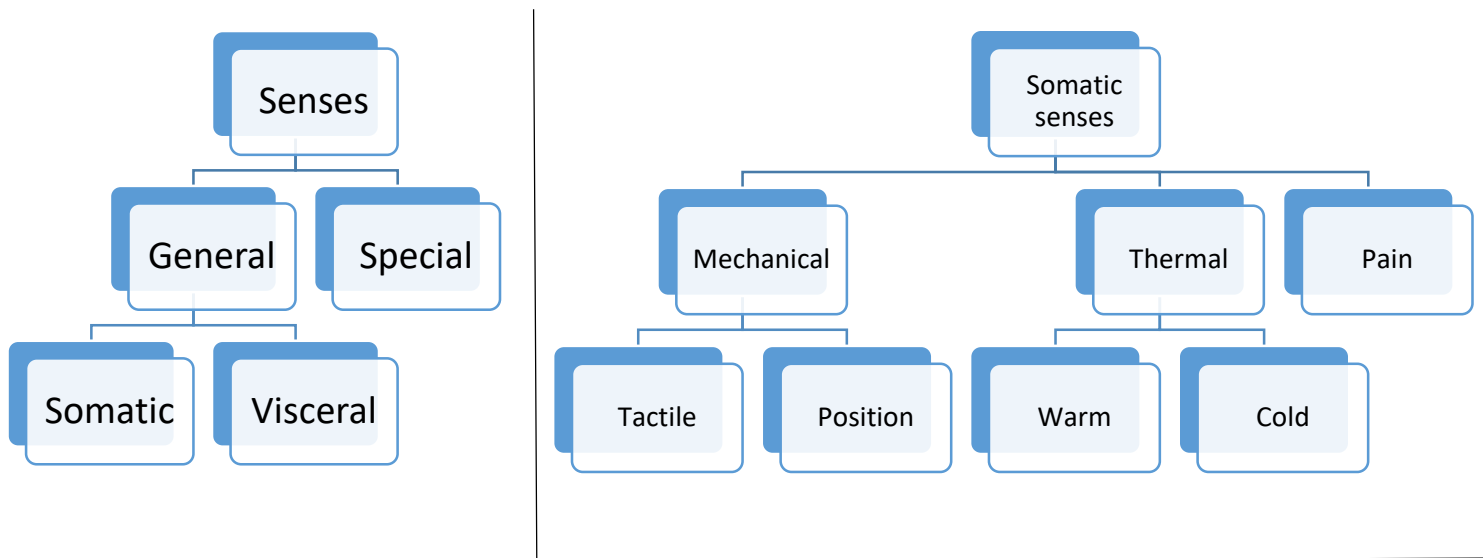 Senses
General
Special
Somatic
Visceral
Somatic
senses
Mechanical
Thermal
Pain
Tactile
Position
Warm
Cold